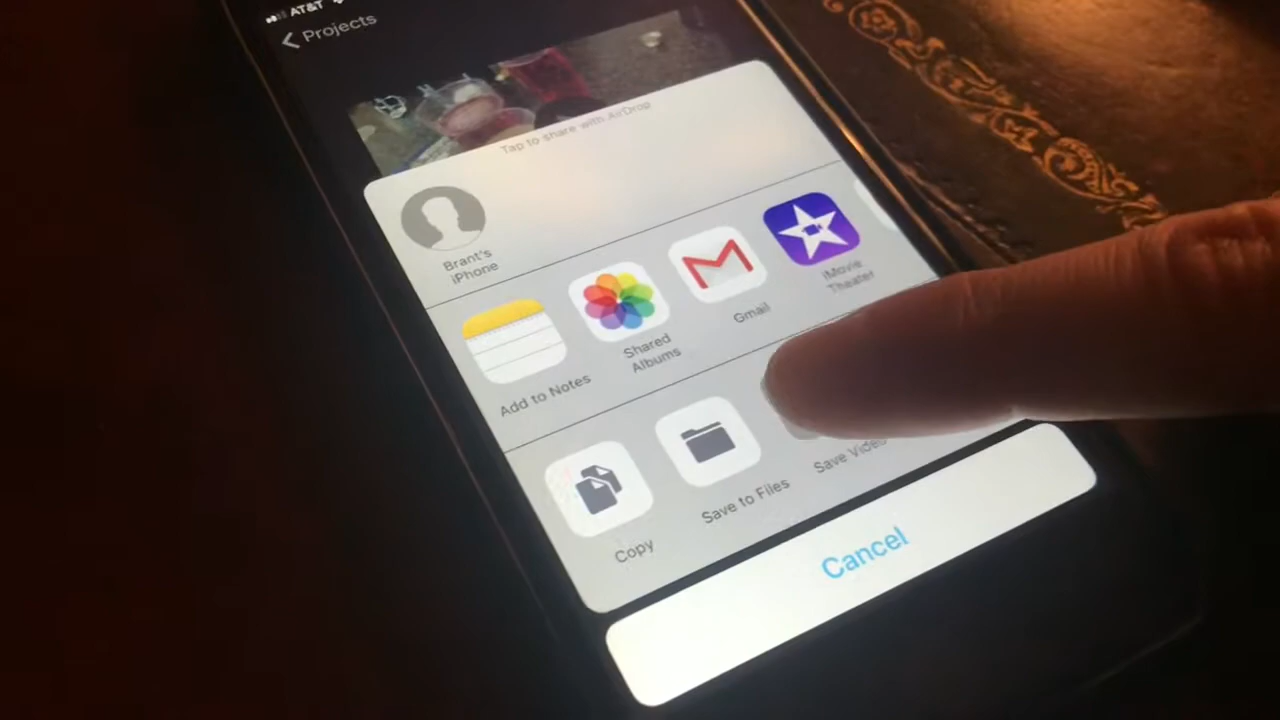 AT&T
Projects
Tap to share with AirDrop
Brant's
iPhone
Add to Notes
Shared
Albums
Gmail
iMovie
Theater
Copy
Save to Files
Save Video
Cancel